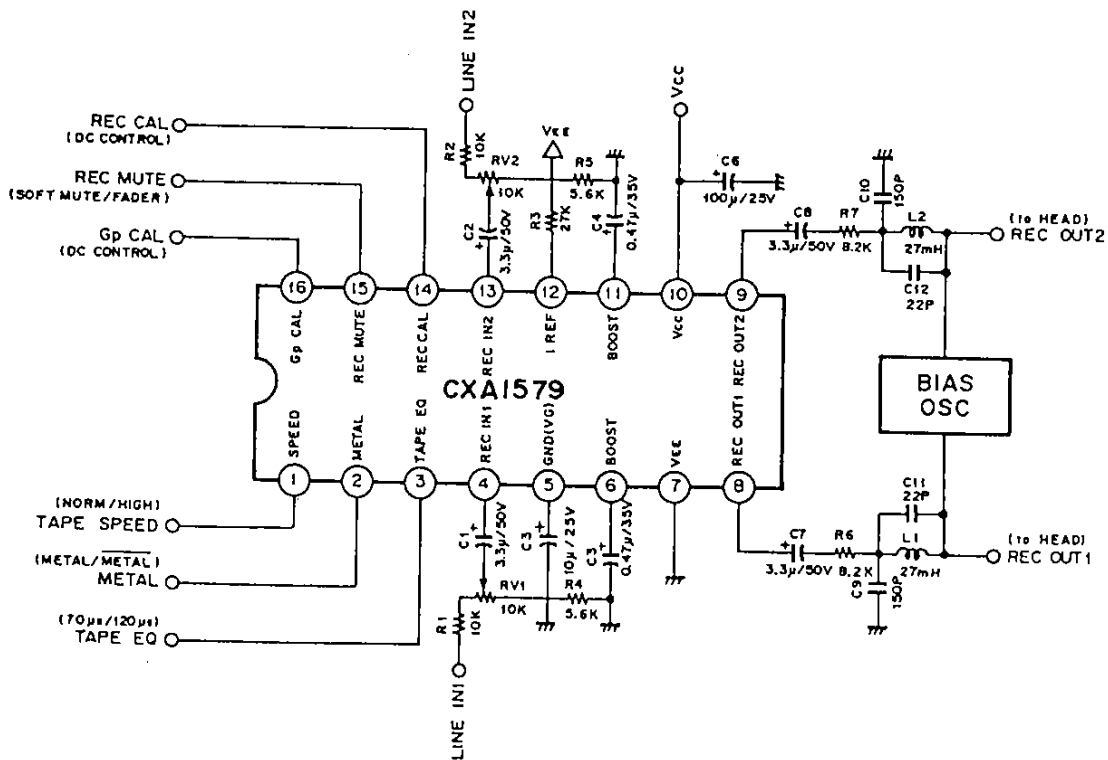 LINE IN2
VCC
REC CAL
(DC CONTROL)
REC MUTE
(SOFT MUTE/FADER)
Gp CAL
(DC CONTROL)
R2
10K
RV2
10K
VEE
R5
5.6K
C2
3.3μ/50V
R3
27K
C4
0.47μ/35V
C6
100μ/25V
C10
150P
C8
3.3μ/50V
R7
8.2K
L2
27mH
C12
22P
(to HEAD)
REC OUT2
16
15
14
13
12
11
10
9
Gp CAL
REC MUTE
REC CAL
REC IN2
I REF
BOOST
VCC
REC OUT2
CXA1579
BIAS
OSC
SPEED
METAL
TAPE EQ
REC IN1
GND(VG)
BOOST
VEE
REC OUT1
1
2
3
4
5
6
7
8
(NORM/HIGH)
TAPE SPEED
(METAL/METAL)
METAL
(70μs/120μs)
TAPE EQ
C1
3.3μ/50V
C3
10μ/25V
C3
0.47μ/35V
R1
10K
RV1
10K
R4
5.6K
LINE IN1
C7
3.3μ/50V
R6
8.2K
C11
22P
L1
27mH
C9
150P
(to HEAD)
REC OUT1